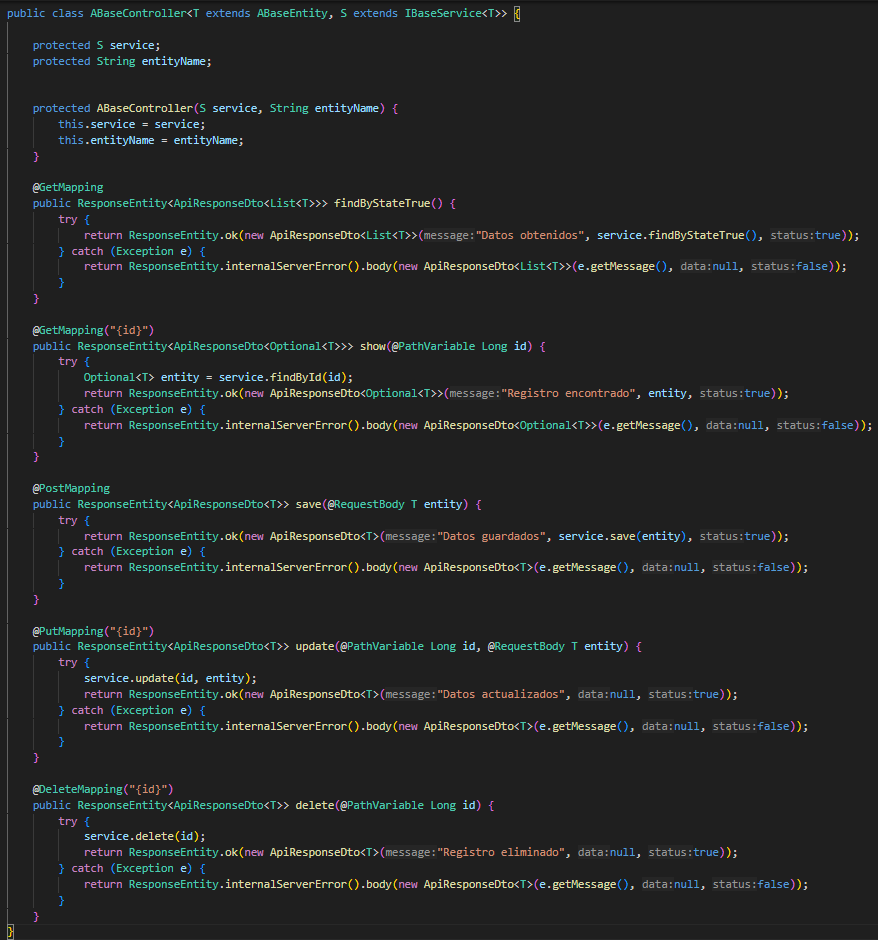 public class ABaseController<T extends ABaseEntity, S extends IBaseService<T>> {
protected S service;
protected String entityName;
protected ABaseController(S service, String entityName) {
this.service = service;
this.entityName = entityName;
}
@GetMapping
public ResponseEntity<ApiResponseDto<List<T>>> findByStateTrue() {
try {
return ResponseEntity.ok(new ApiResponseDto<List<T>>(message:"Datos obtenidos", service.findByStateTrue(), status:true));
} catch (Exception e) {
return ResponseEntity.internalServerError().body(new ApiResponseDto<List<T>>(e.getMessage(), data:null, status:false));
}
}
@GetMapping("{id}")
public ResponseEntity<ApiResponseDto<Optional<T>>> show(@PathVariable Long id) {
try {
Optional<T> entity = service.findById(id);
return ResponseEntity.ok(new ApiResponseDto<Optional<T>>(message:"Registro encontrado", entity, status:true));
} catch (Exception e) {
return ResponseEntity.internalServerError().body(new ApiResponseDto<Optional<T>>(e.getMessage(), data:null, status:false));
}
}
@PostMapping
public ResponseEntity<ApiResponseDto<T>> save(@RequestBody T entity) {
try {
return ResponseEntity.ok(new ApiResponseDto<T>(message:"Datos guardados", service.save(entity), status:true));
} catch (Exception e) {
return ResponseEntity.internalServerError().body(new ApiResponseDto<T>(e.getMessage(), data:null, status:false));
}
}
@PutMapping("{id}")
public ResponseEntity<ApiResponseDto<T>> update(@PathVariable Long id, @RequestBody T entity) {
try {
service.update(id, entity);
return ResponseEntity.ok(new ApiResponseDto<T>(message:"Datos actualizados", data:null, status:true));
} catch (Exception e) {
return ResponseEntity.internalServerError().body(new ApiResponseDto<T>(e.getMessage(), data:null, status:false));
}
}
@DeleteMapping("{id}")
public ResponseEntity<ApiResponseDto<T>> delete(@PathVariable Long id) {
try {
service.delete(id);
return ResponseEntity.ok(new ApiResponseDto<T>(message:"Registro eliminado", data:null, status:true));
} catch (Exception e) {
return ResponseEntity.internalServerError().body(new ApiResponseDto<T>(e.getMessage(), data:null, status:false));
}
}
}